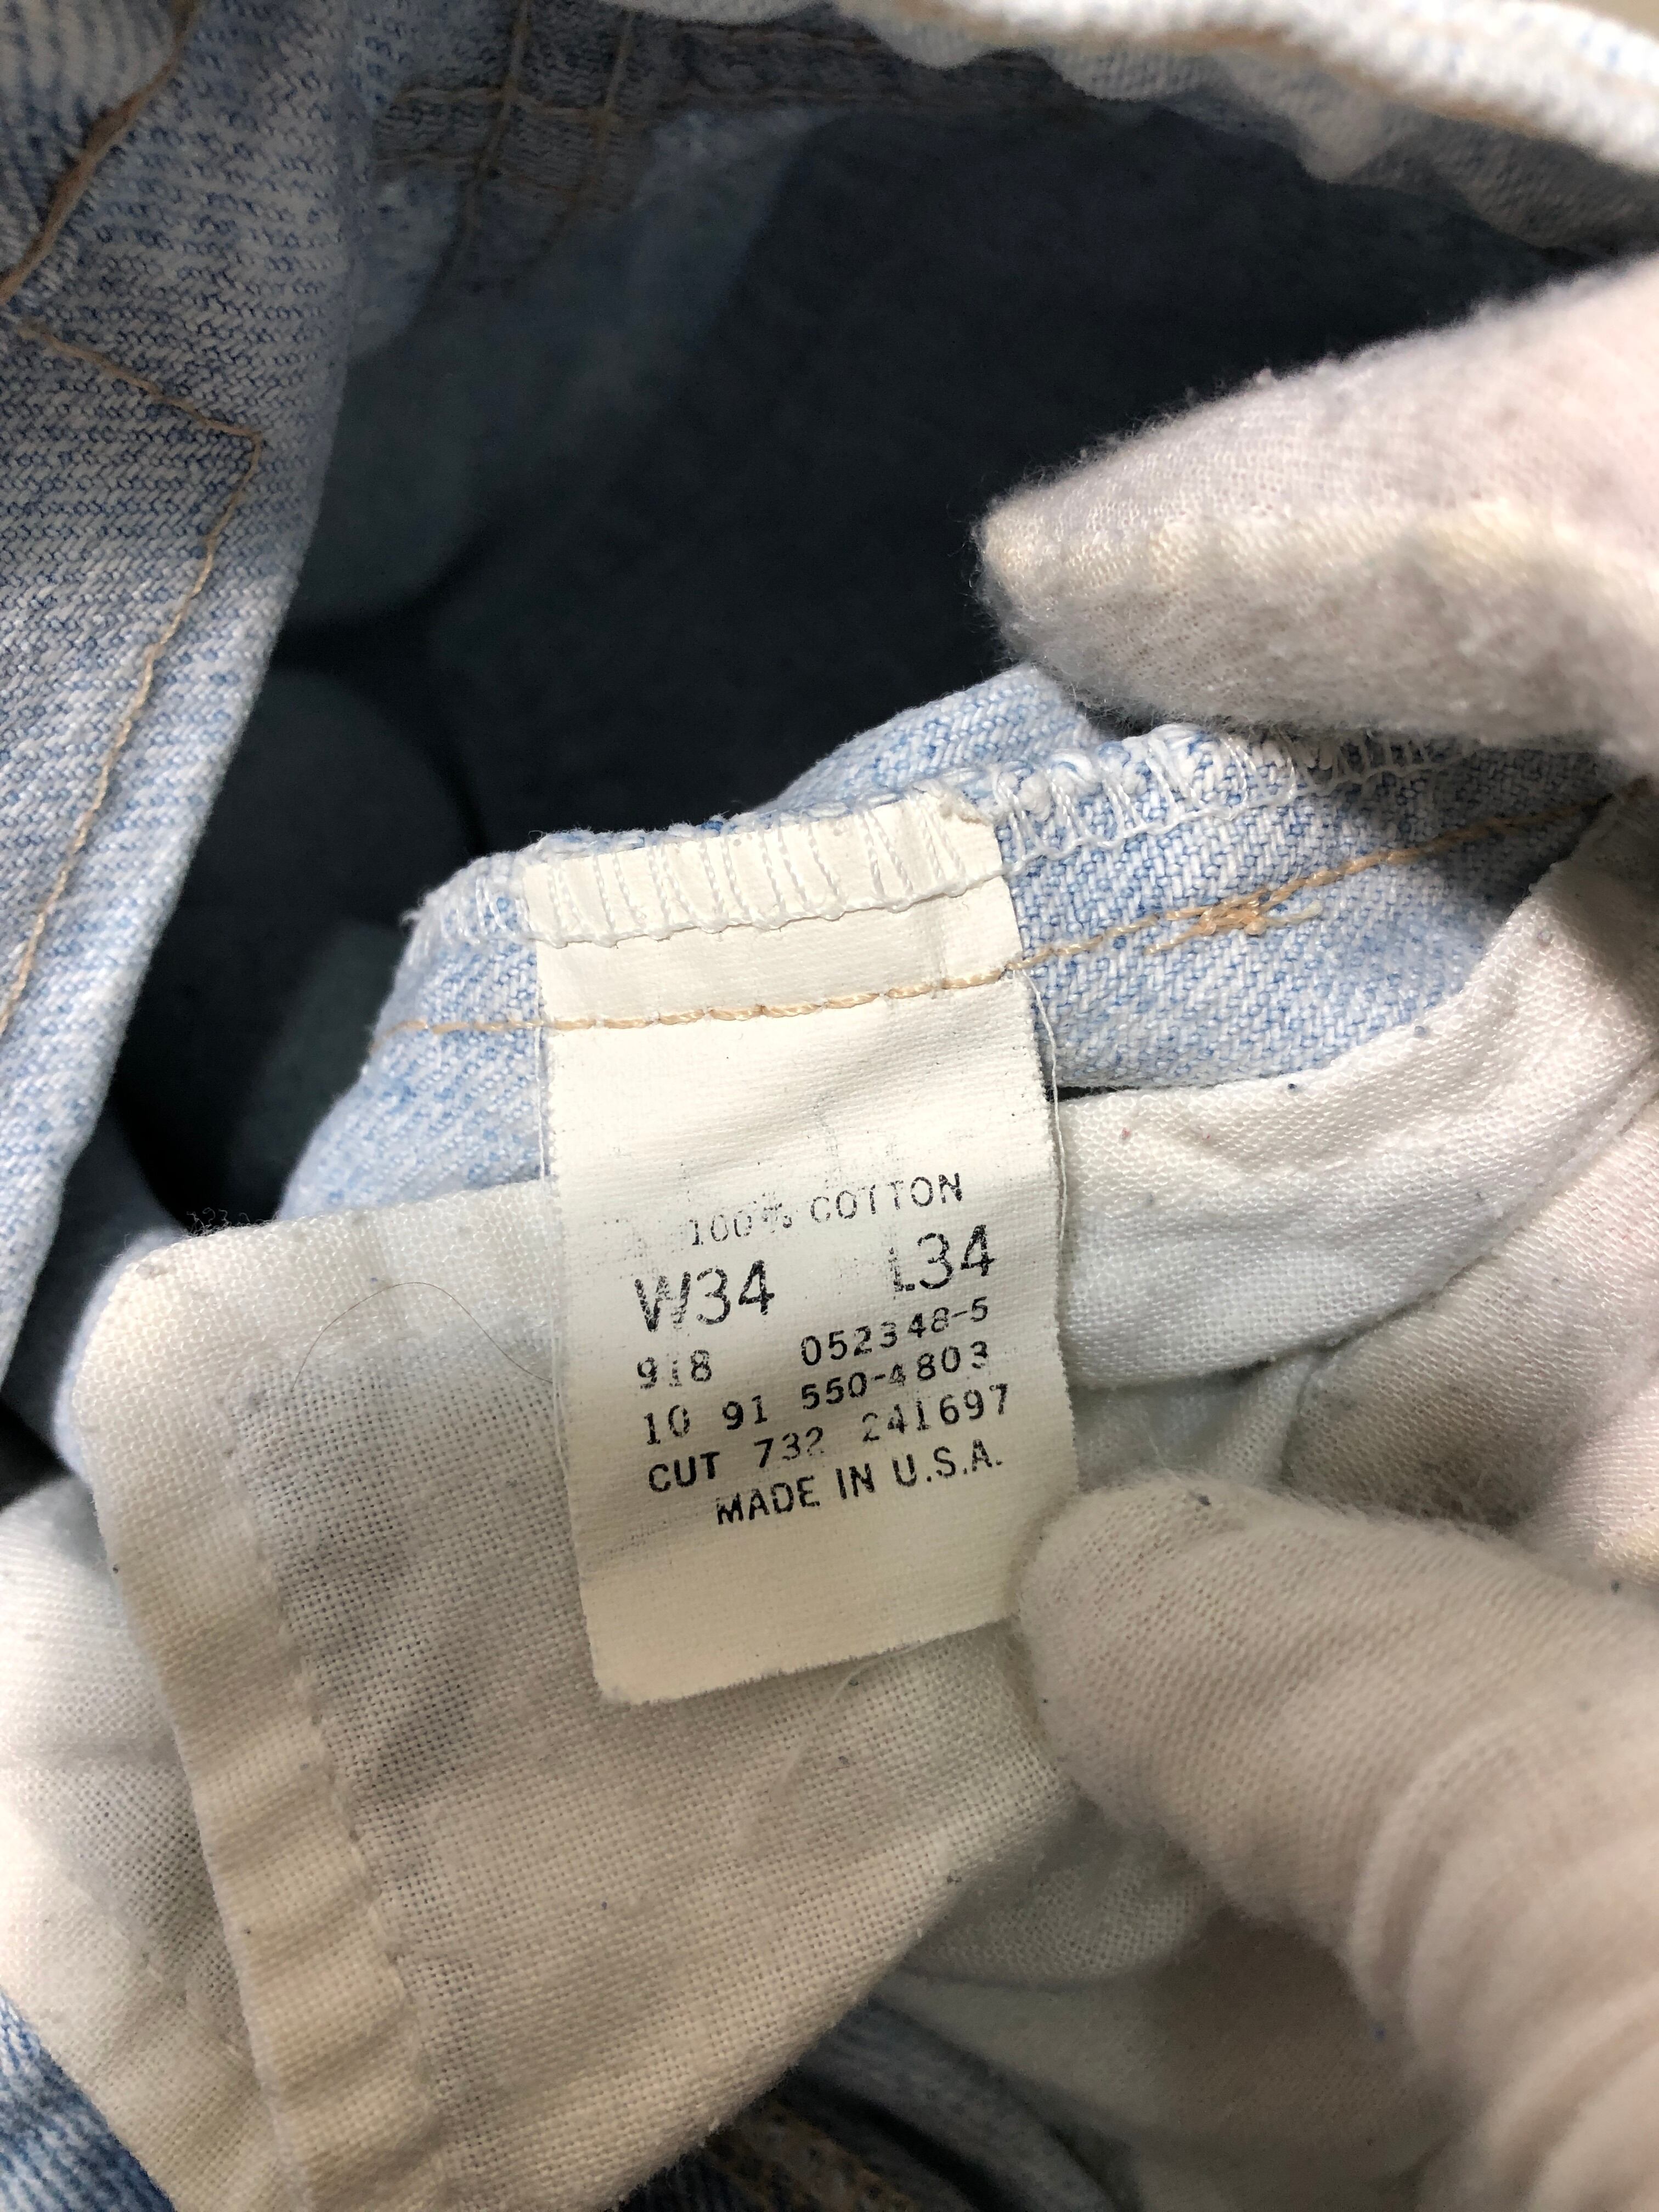 100% COTTON
W34 L34
918 052348-5
10 91 550-4803
CUT 732 241697
MADE IN U.S.A.